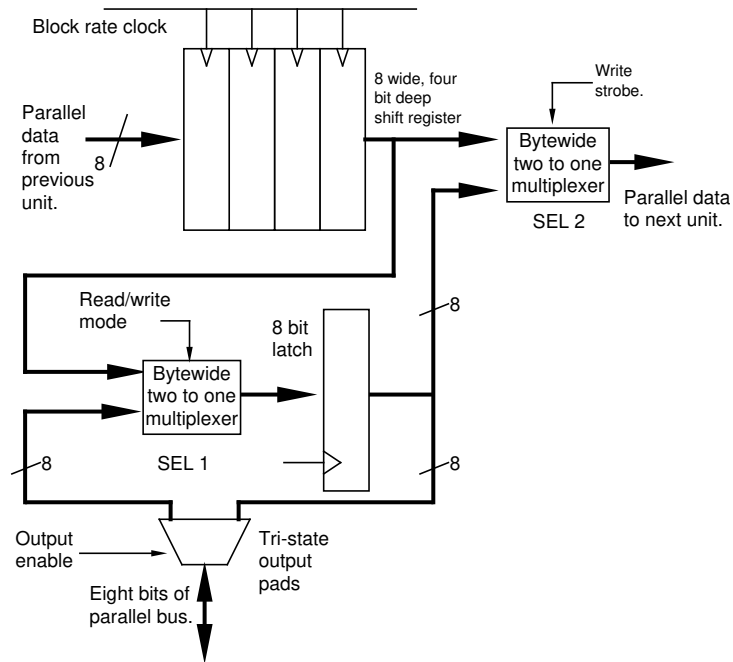 Block rate clock
8 wide, four
bit deep
shift register
Write
strobe.
Parallel
data
from
previous
unit.
8
Bytewide
two to one
multiplexer
SEL 2
Parallel data
to next unit.
Read/write
mode
8 bit
latch
8
Bytewide
two to one
multiplexer
SEL 1
8
8
Output
enable
Tri-state
output
pads
Eight bits of
parallel bus.